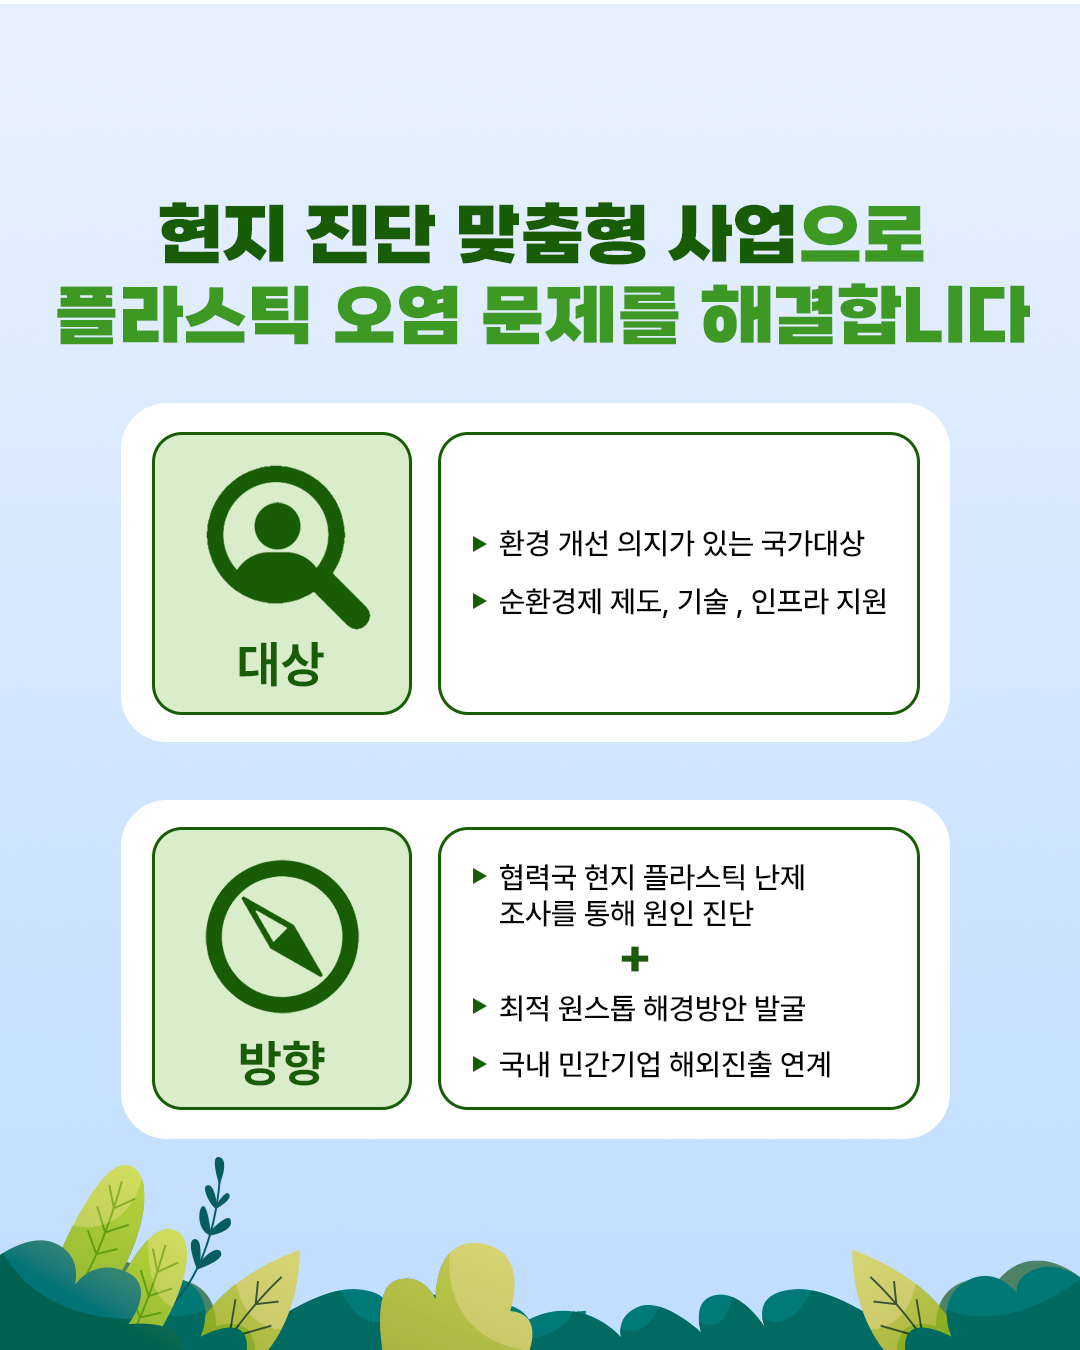 현지 진단 맞춤형 사업으로
플라스틱 오염 문제를 해결합니다
대상
▶ 환경 개선 의지가 있는 국가대상
▶ 순환경제 제도, 기술 , 인프라 지원
방향
▶ 협력국 현지 플라스틱 난제
조사를 통해 원인 진단
+
▶ 최적 원스톱 해경방안 발굴
▶ 국내 민간기업 해외진출 연계